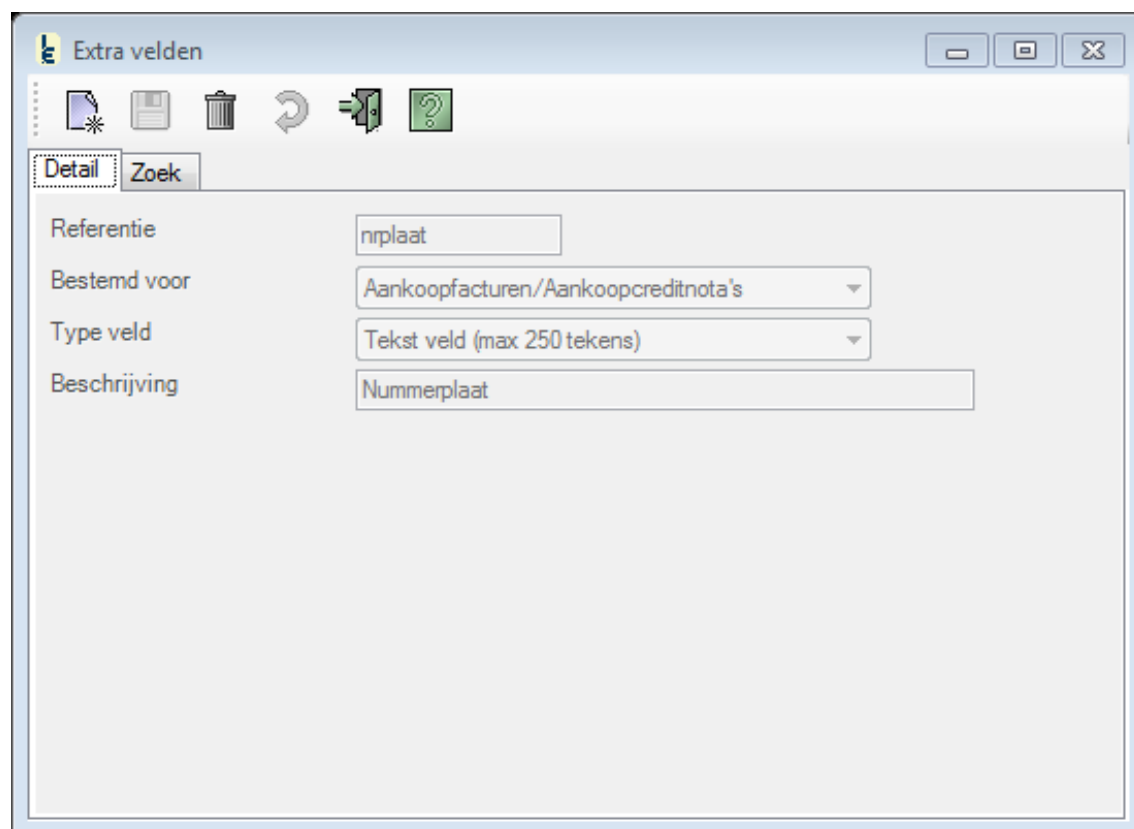 Extra velden
Detail Zoek
Referentie nrplaat
Bestemd voor Aankoopfacturen/Aankoopcreditnota's
Type veld Tekst veld (max 250 tekens)
Beschrijving Nummerplaat